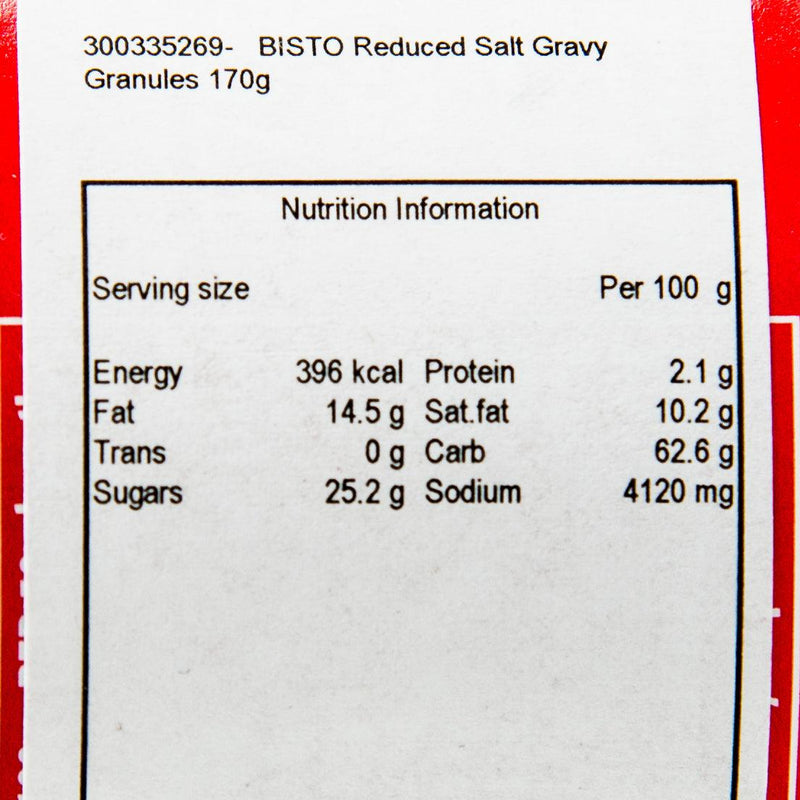 300335269- BISTO Reduced Salt Gravy
Granules 170g
Nutrition Information
Serving size Per 100 g
Energy 396 kcal Protein 2.1 g
Fat 14.5 g Sat.fat 10.2 g
Trans 0 g Carb 62.6 g
Sugars 25.2 g Sodium 4120 mg